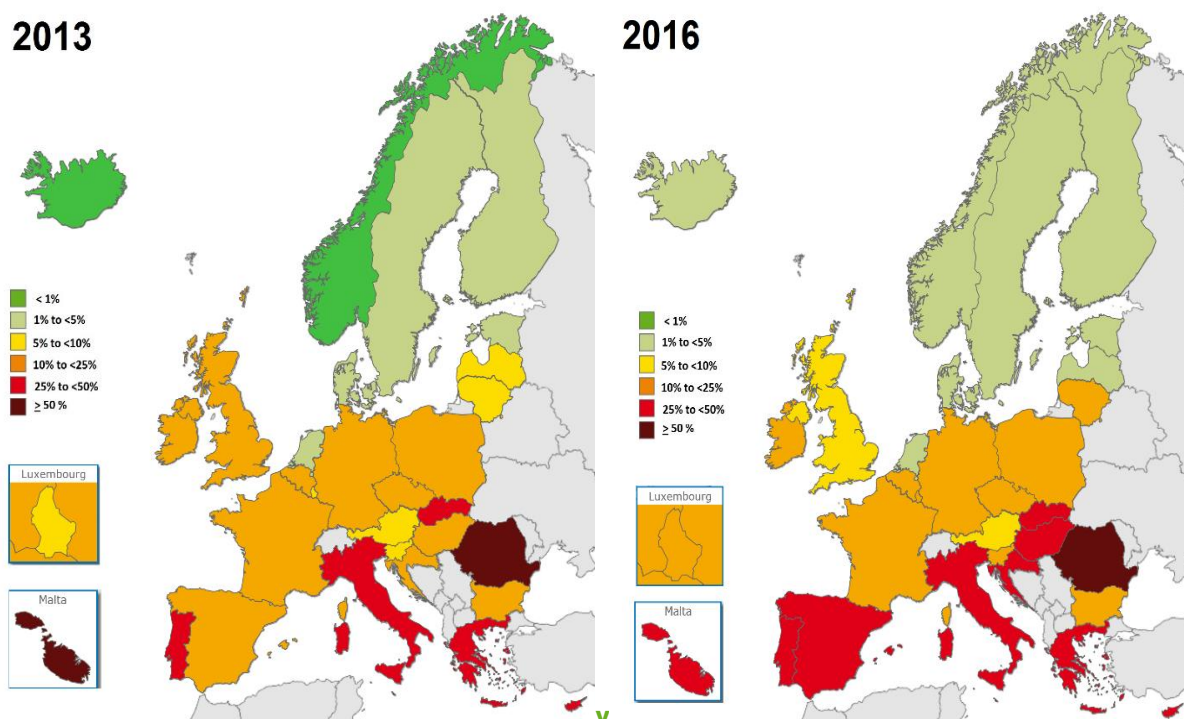 2013
< 1%
1% to <5%
5% to <10%
10% to <25%
25% to <50%
≥ 50 %
Luxembourg
Malta
2016
< 1%
1% to <5%
5% to <10%
10% to <25%
25% to <50%
≥ 50 %
Luxembourg
Malta
v